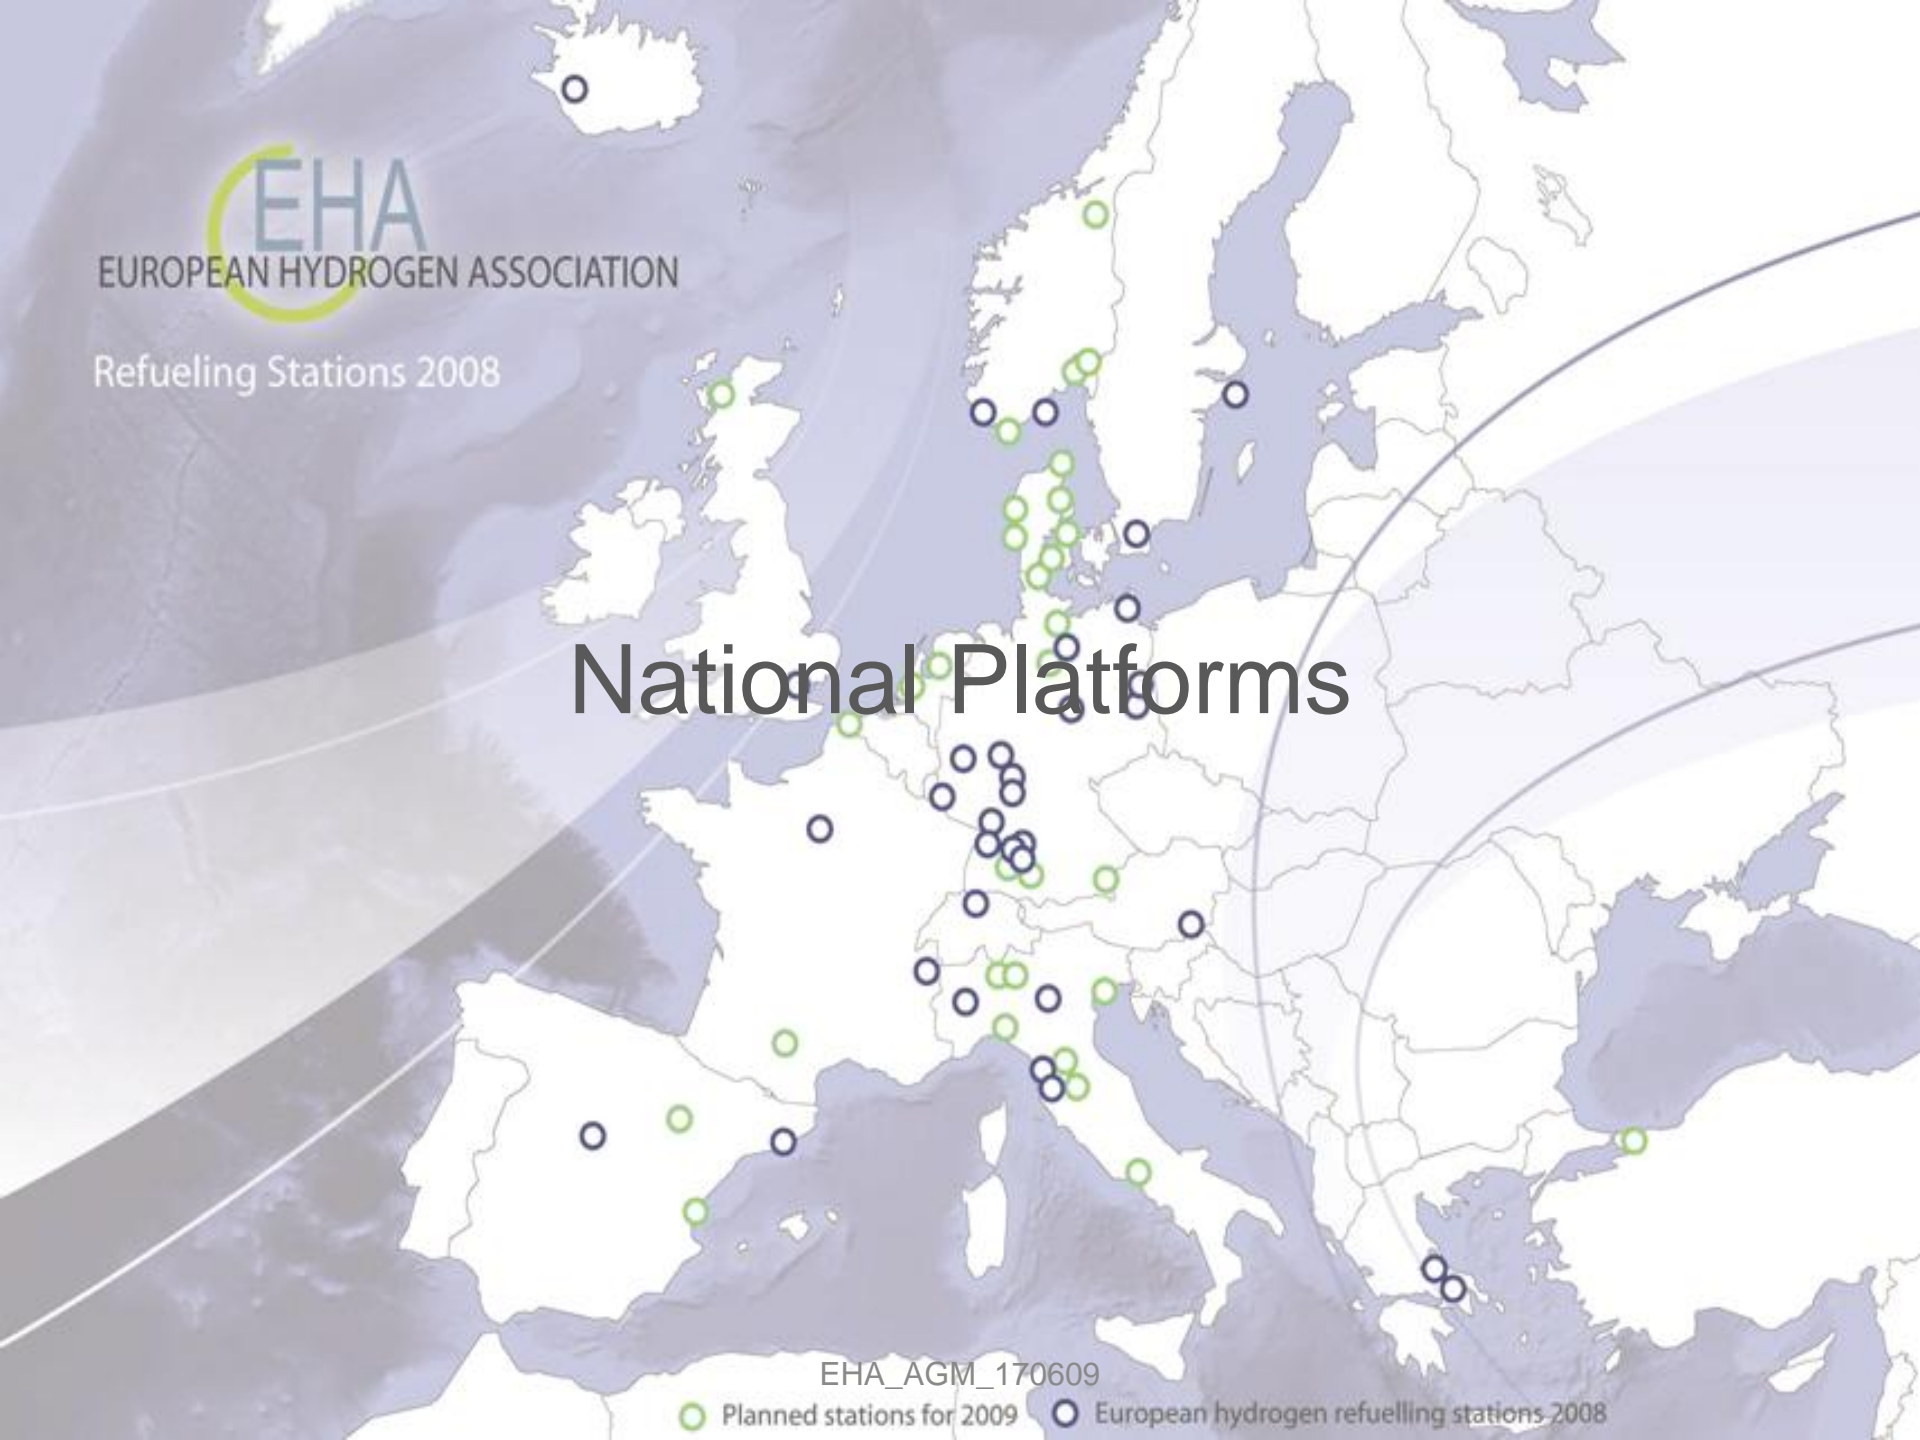 EHA
EUROPEAN HYDROGEN ASSOCIATION
Refueling Stations 2008
National Platforms
EHA_AGM_170609
Planned stations for 2009
European hydrogen refuelling stations 2008